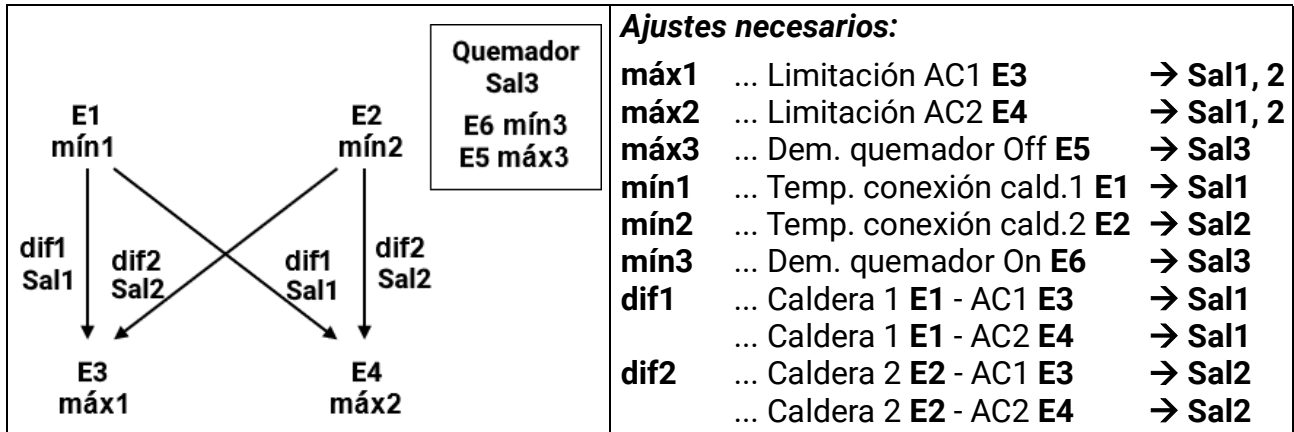 Quemador
Sal3
E6 mín3
E5 máx3
E1
mín1
E2
mín2
dif1
Sal1
dif2
Sal2
dif1
Sal1
dif2
Sal2
E3
máx1
E4
máx2
Ajustes necesarios:
máx1 ... Limitación AC1 E3 → Sal1, 2
máx2 ... Limitación AC2 E4 → Sal1, 2
máx3 ... Dem. quemador Off E5 → Sal3
mín1 ... Temp. conexión cald.1 E1 → Sal1
mín2 ... Temp. conexión cald.2 E2 → Sal2
mín3 ... Dem. quemador On E6 → Sal3
dif1 ... Caldera 1 E1 - AC1 E3 → Sal1
... Caldera 1 E1 - AC2 E4 → Sal1
dif2 ... Caldera 2 E2 - AC1 E3 → Sal2
... Caldera 2 E2 - AC2 E4 → Sal2